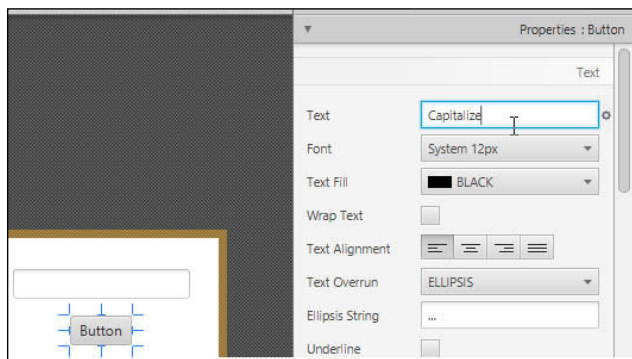 Properties : Button
Text
Text Capitalize
Font System 12px
Text Fill BLACK
Wrap Text
Text Alignment
Text Overrun ELLIPSIS
Ellipsis String ...
Underline
Button